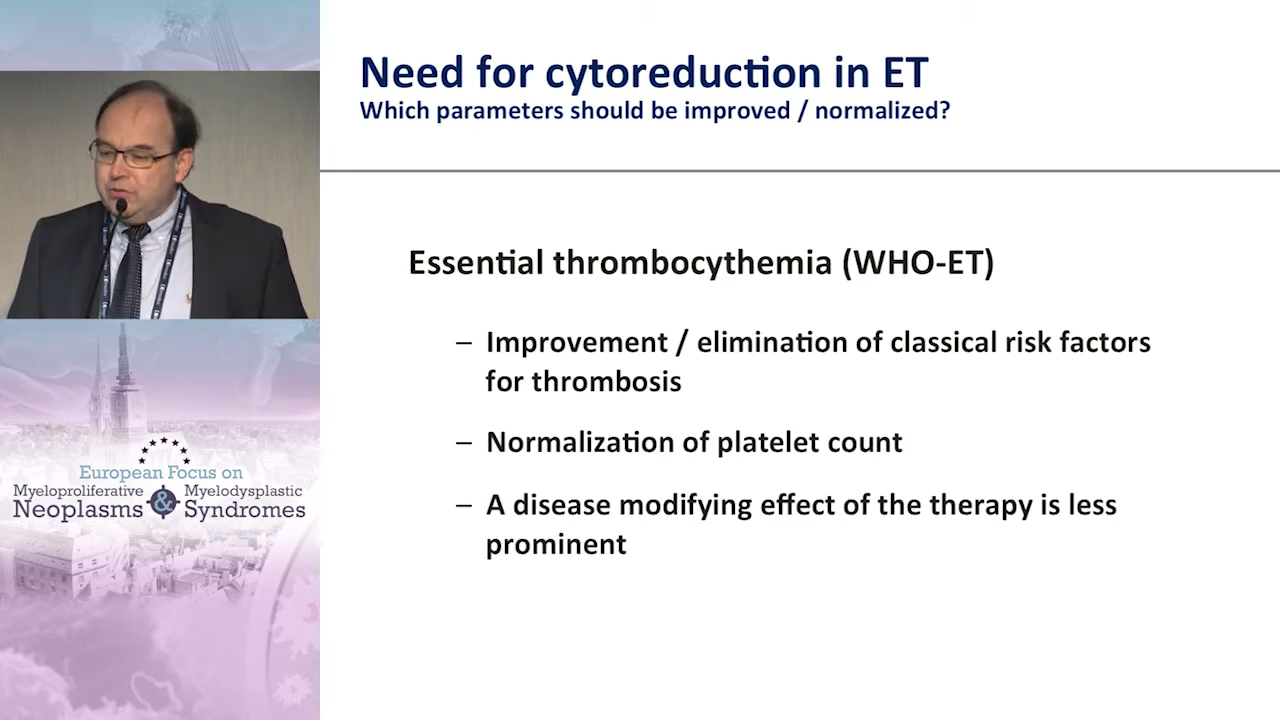 Need for cytoreduction in ET
Which parameters should be improved / normalized?
Essential thrombocythemia (WHO-ET)
– Improvement / elimination of classical risk factors
for thrombosis
– Normalization of platelet count
– A disease modifying effect of the therapy is less
prominent
European Focus on
Myeloproliferative Neoplasms
&
Myelodysplastic Syndromes